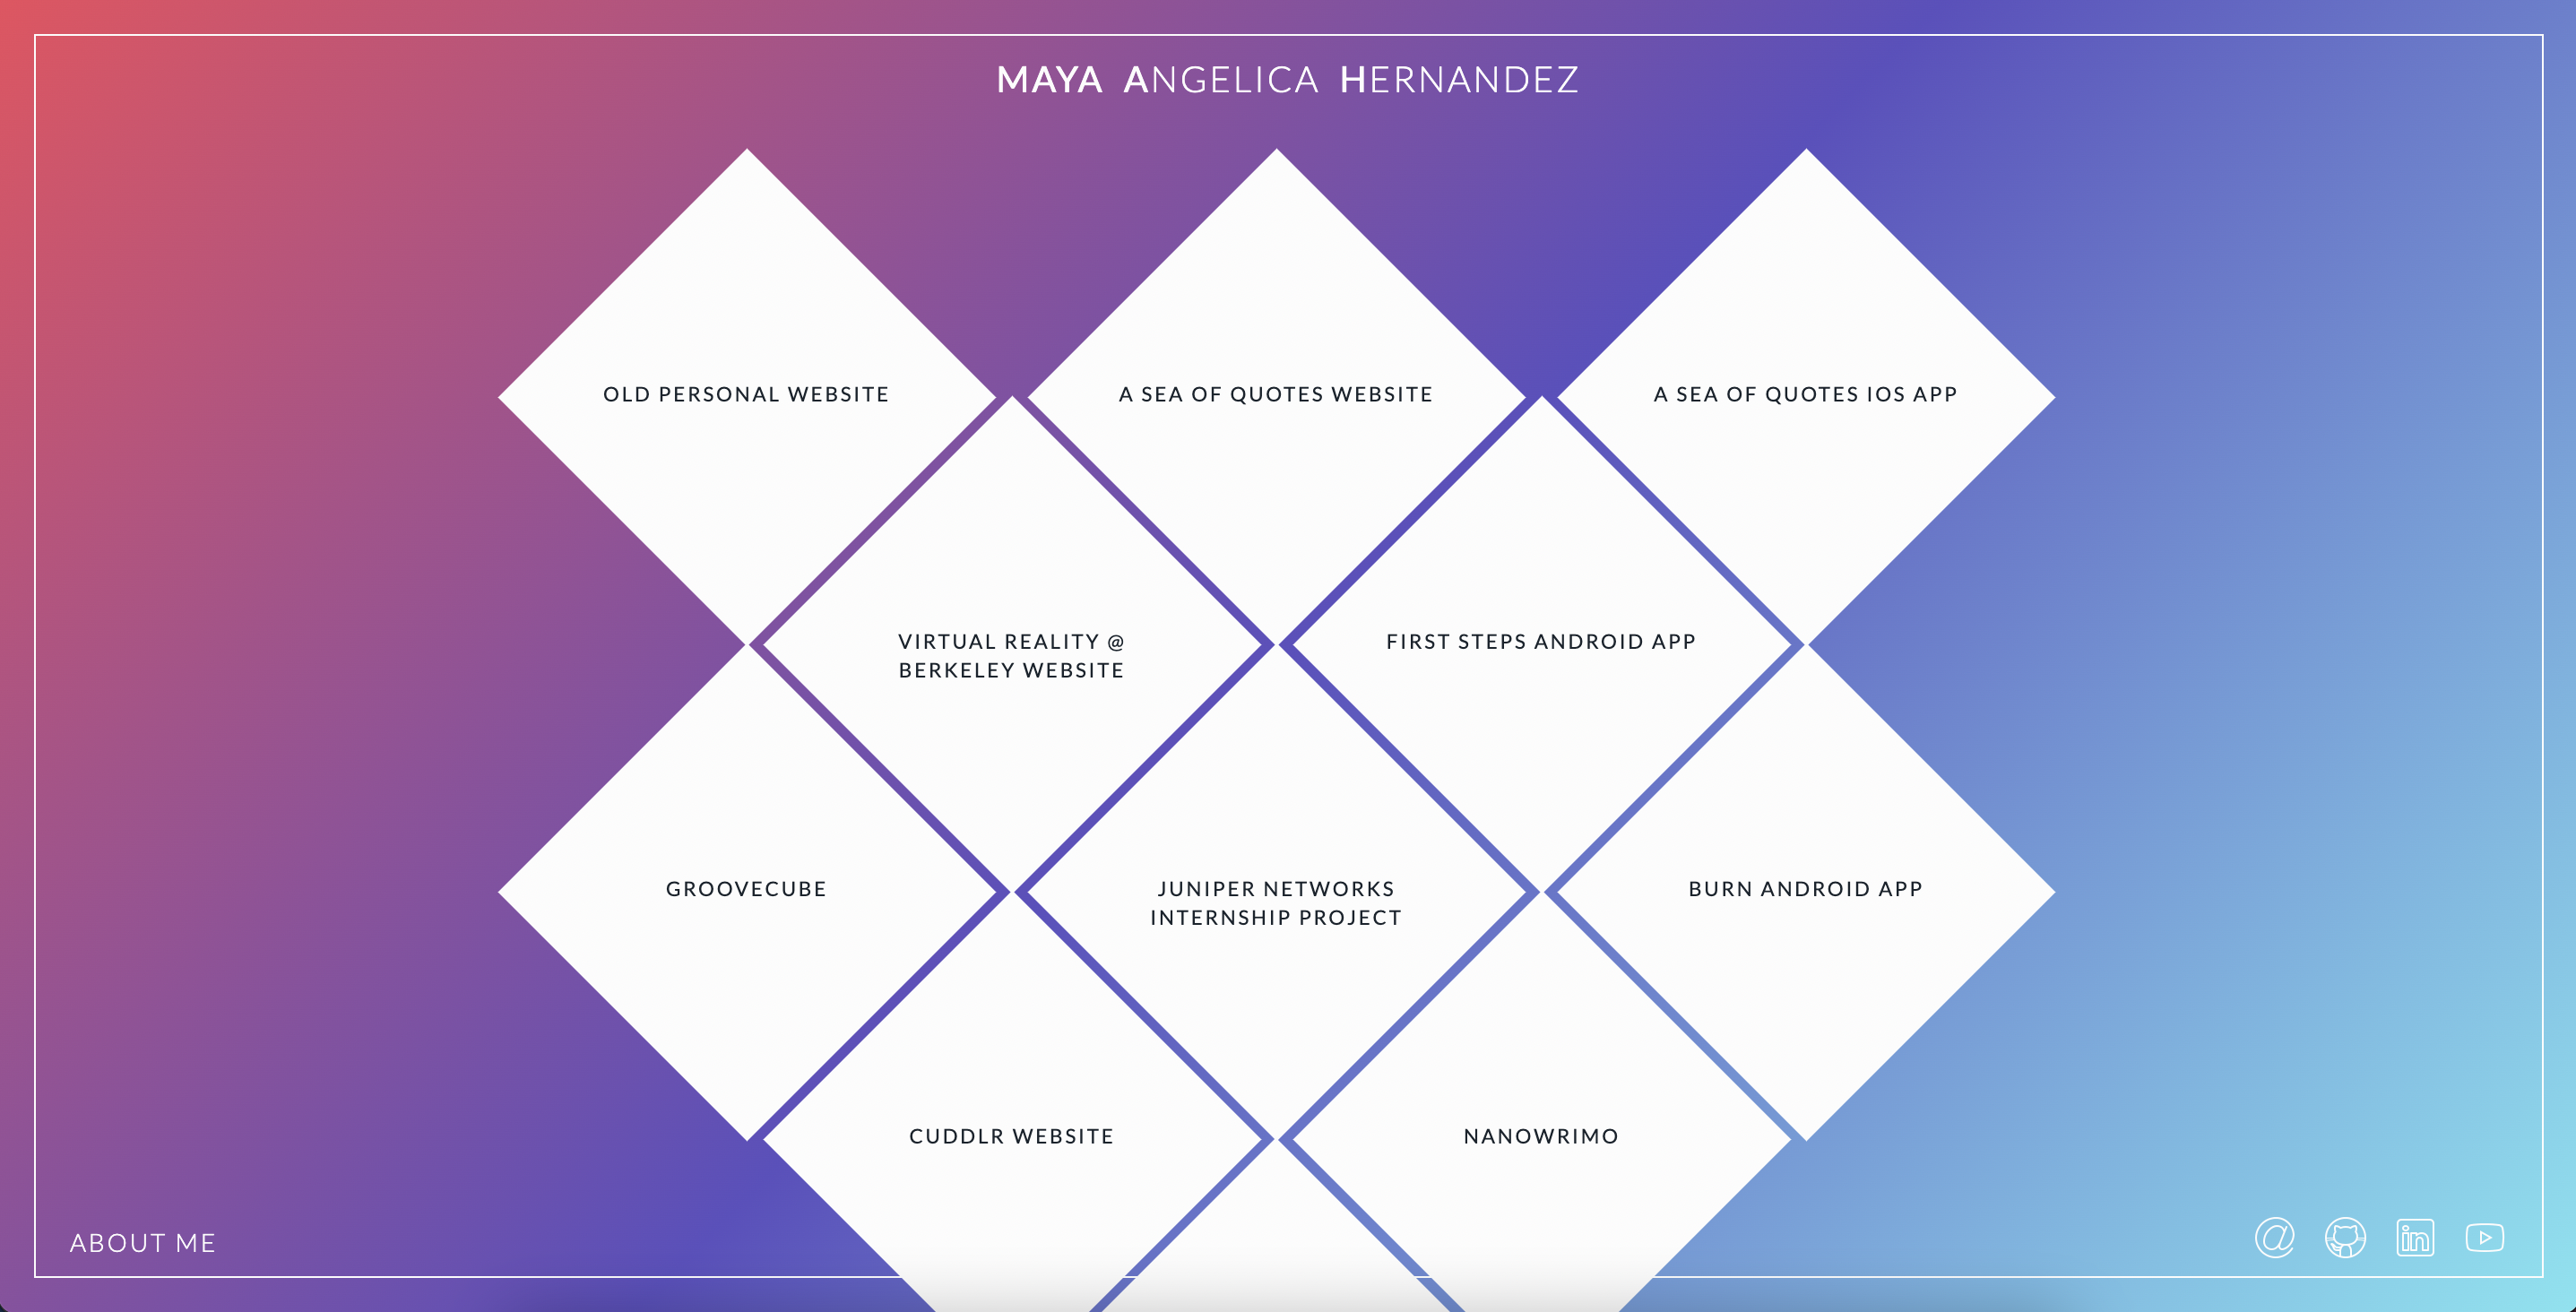 MAYA ANGELICA HERNANDEZ
OLD PERSONAL WEBSITE
A SEA OF QUOTES WEBSITE
A SEA OF QUOTES IOS APP
VIRTUAL REALITY @
BERKELEY WEBSITE
FIRST STEPS ANDROID APP
GROOVECUBE
JUNIPER NETWORKS
INTERNSHIP PROJECT
BURN ANDROID APP
CUDDLR WEBSITE
NANOWRIMO
ABOUT ME
@
in